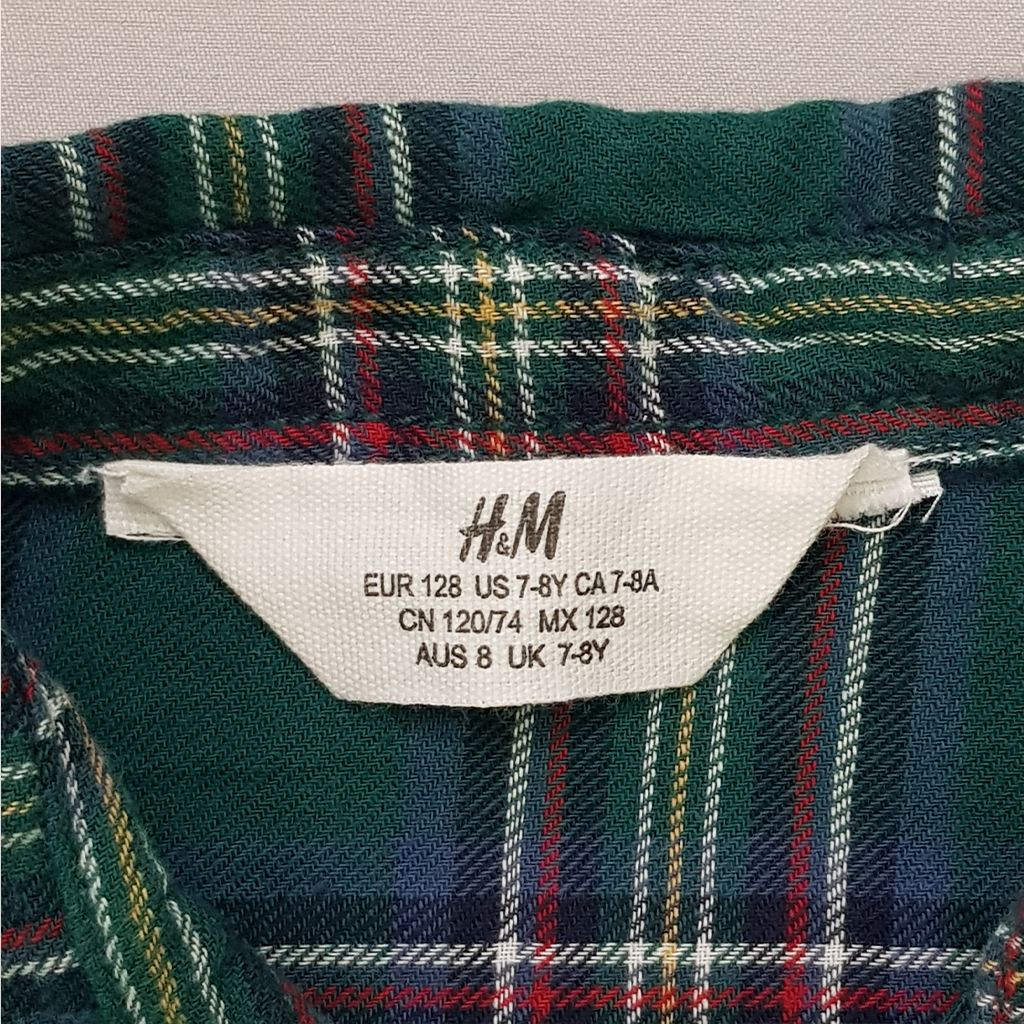 H&M
EUR 128 US 7-8Y CA 7-8A
CN 120/74 MX 128
AUS 8 UK 7-8Y